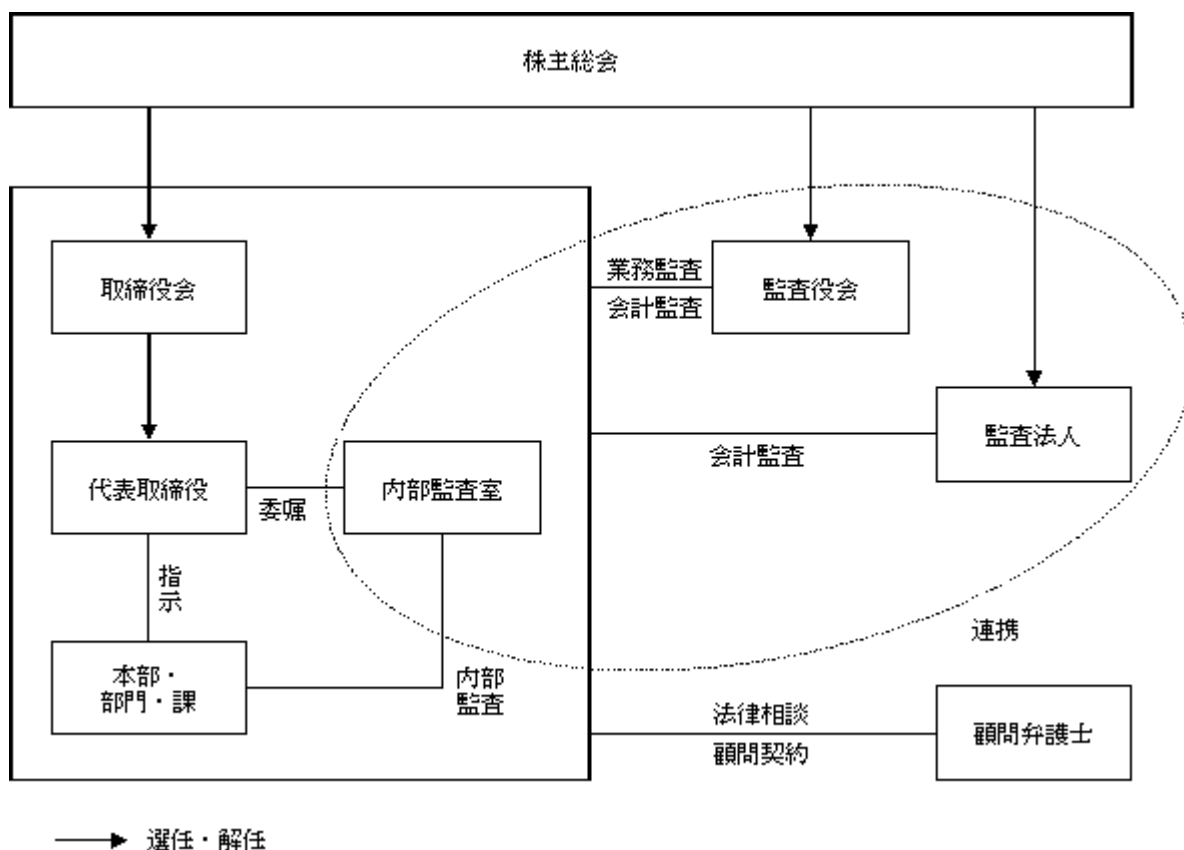 株主総会
取締役会
業務監査
会計監査
監査役会
監査法人
会計監査
代表取締役
委嘱
内部監査室
指
示
連携
本部・
部門・課
内部
監査
法律相談
顧問契約
顧問弁護士
選任・解任